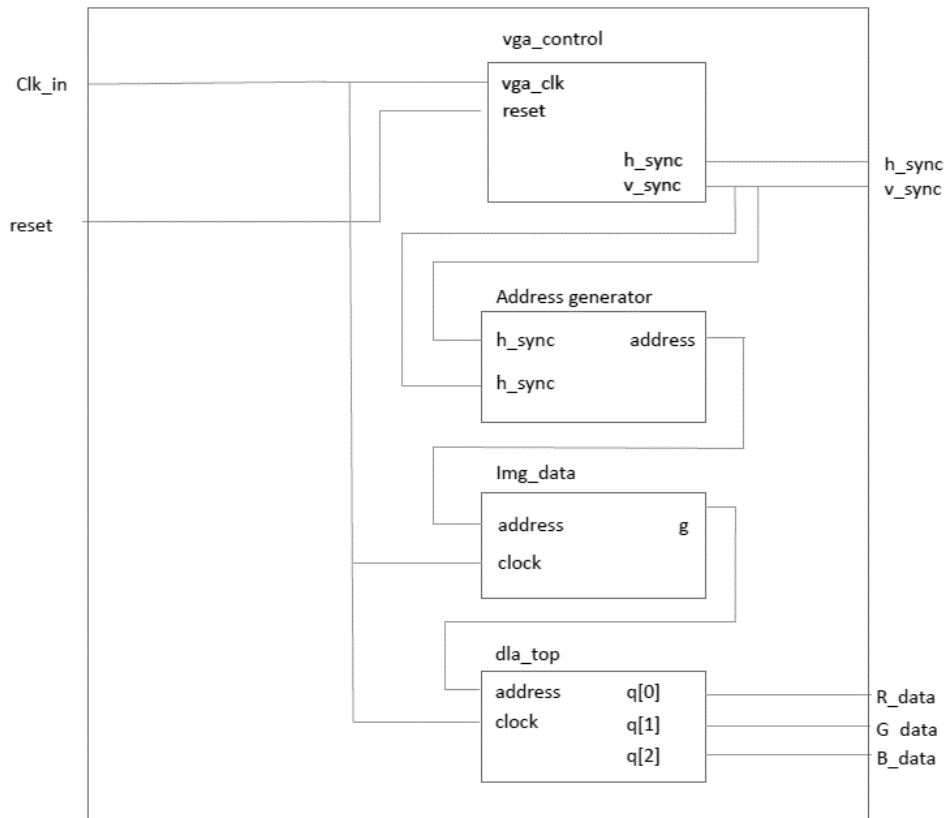 vga_control
Clk_in
vga_clk
reset
h_sync
h_sync
v_sync
v_sync
reset
Address generator
h_sync
address
h_sync
Img_data
address
g
clock
dla_top
address
q[0]
R_data
clock
q[1]
G data
q[2]
B_data